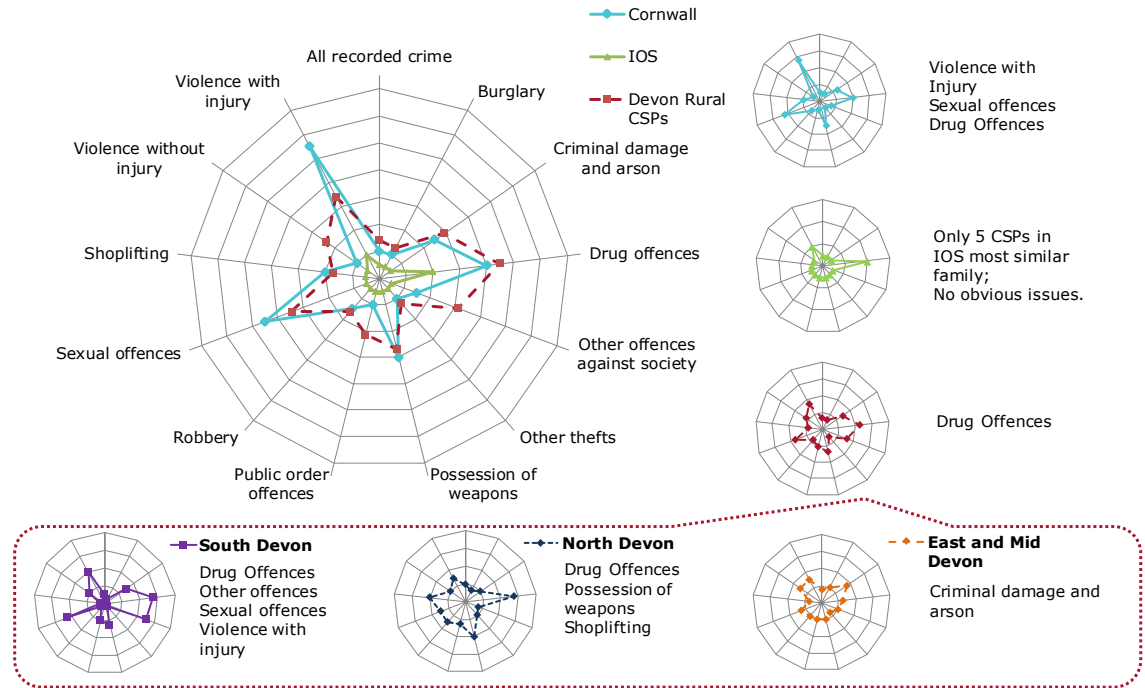 Cornwall
IOS
Devon Rural
CSPs
All recorded crime
Burglary
Criminal damage
and arson
Drug offences
Other offences
against society
Other thefts
Possession of
weapons
Public order
offences
Robbery
Sexual offences
Shoplifting
Violence without
injury
Violence with
injury
Violence with
Injury
Sexual offences
Drug Offences
Only 5 CSPs in
IOS most similar
family;
No obvious issues.
Drug Offences
South Devon
Drug Offences
Other offences
Sexual offences
Violence with
injury
North Devon
Drug Offences
Possession of
weapons
Shoplifting
East and Mid
Devon
Criminal damage and
arson